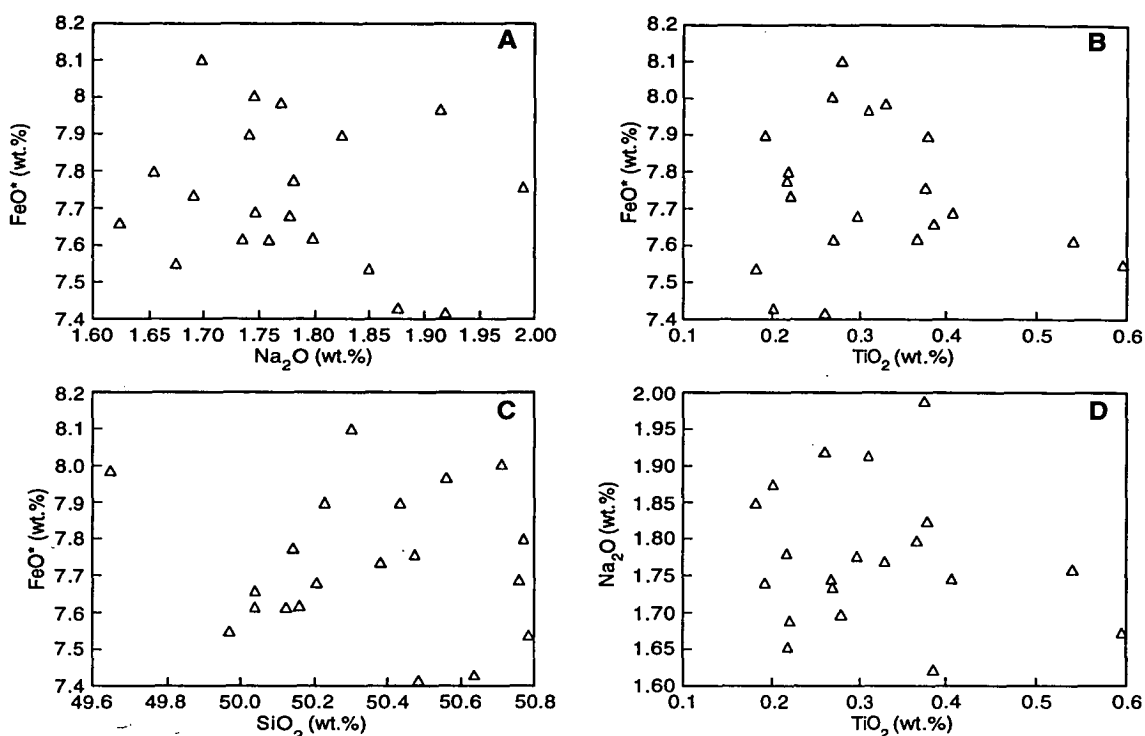 A
8.2
8.1
8
7.9
7.8
7.7
7.6
7.5
7.4
FeO* (wt.%)
1.60 1.65 1.70 1.75 1.80 1.85 1.90 1.95 2.00
Na₂O (wt.%)
B
8.2
8.1
8.0
7.9
7.8
7.7
7.6
7.5
7.4
FeO* (wt.%)
0.1 0.2 0.3 0.4 0.5 0.6
TiO₂ (wt.%)
C
8.2
8.1
8.0
7.9
7.8
7.7
7.6
7.5
7.4
FeO* (wt.%)
49.6 49.8 50.0 50.2 50.4 50.6 50.8
SiO₂ (wt.%)
D
2.00
1.95
1.90
1.85
1.80
1.75
1.70
1.65
1.60
Na₂O (wt.%)
0.1 0.2 0.3 0.4 0.5 0.6
TiO₂ (wt.%)